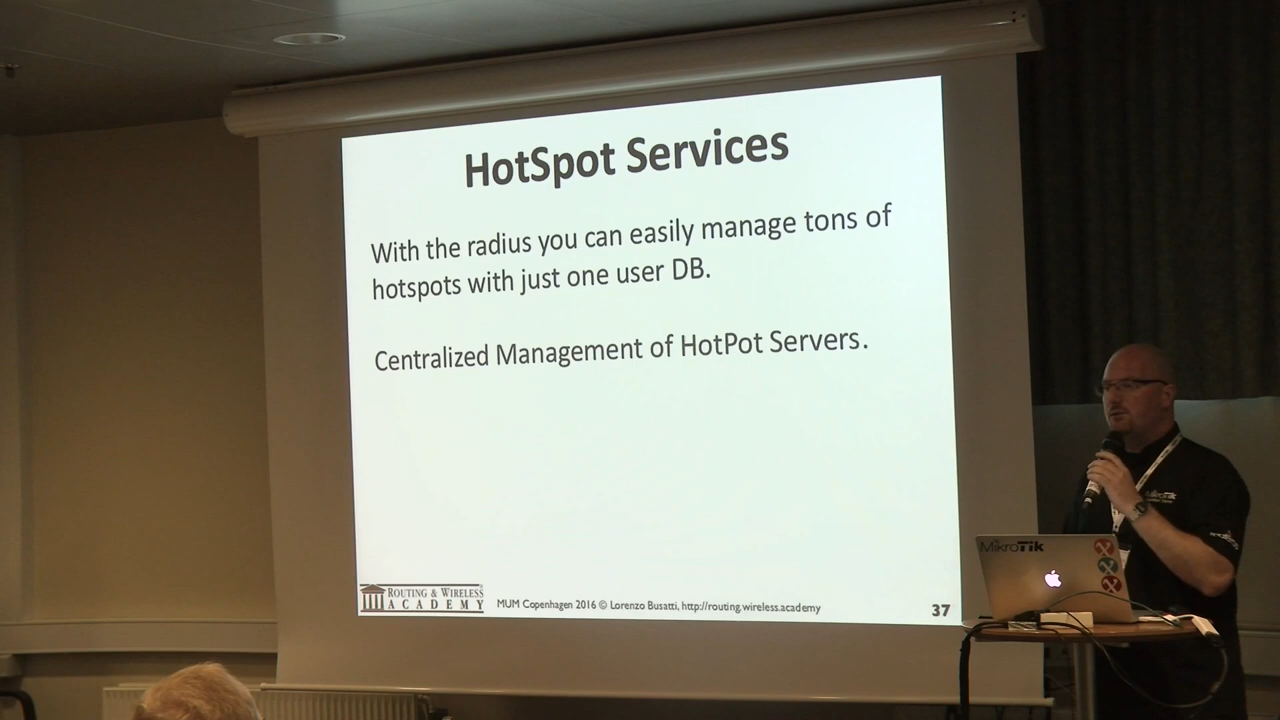 HotSpot Services
With the radius you can easily manage tons of
hotspots with just one user DB.
Centralized Management of HotPot Servers.
ROUTING & WIRELESS
ACADEMY
MUM Copenhagen 2016 © Lorenzo Busatti, http://routing.wireless.academy
37
MikroTik
MikroTik